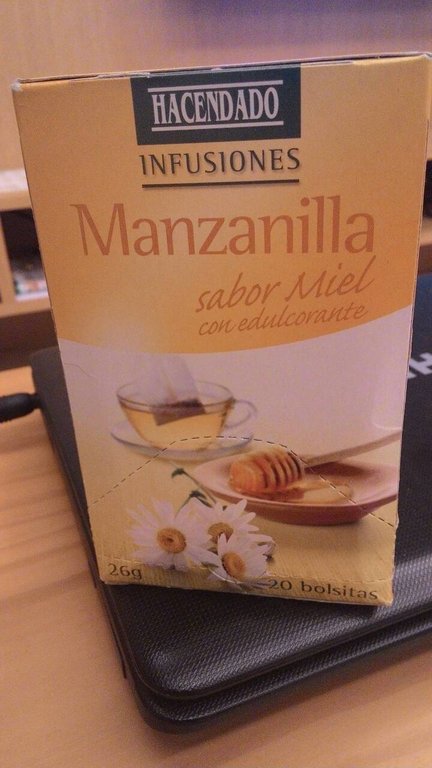 HACENDADO
INFUSIONES
Manzanilla
sabor Miel
con edulcorante
26g
20 bolsitas